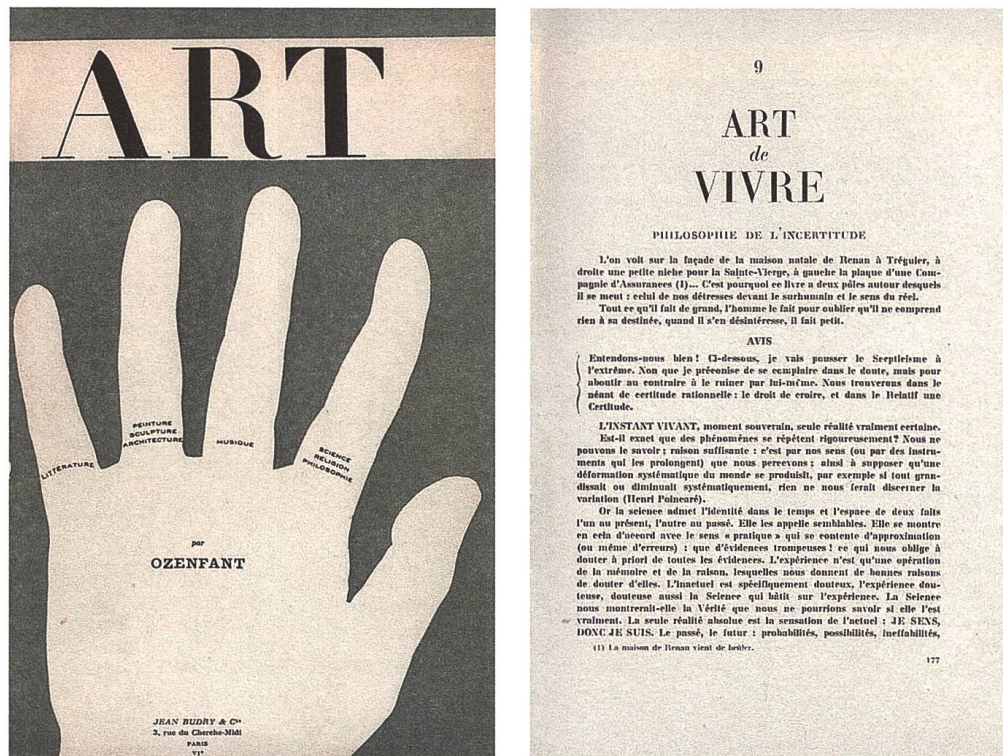 ART
LITTÉRATURE
PEINTURE
SCULPTURE
ARCHITECTURE
MUSIQUE
SCIENCE
RELIGION
PHILOSOPHIE
par
OZENFANT
JEAN BUDRY & Cie
3, rue du Cherche-Midi
PARIS
VIe
9
ART
de
VIVRE
PHILOSOPHIE DE L'INCERTITUDE
L'on voit sur la façade de la maison natale de Renan à Tréguier, à
droite une petite niche pour la Sainte-Vierge, à gauche la plaque d'une Com-
pagnie d'Assurances (1)... C'est pourquoi ce livre a deux pôles autour desquels
il se meut : celui de nos détresses devant le surhumain et le sens du réel.
Tout ce qu'il fait de grand, l'homme le fait pour oublier qu'il ne comprend
rien à sa destinée, quand il s'en désintéresse, il fait petit.
AVIS
Entendons-nous bien ! Ci-dessous, je vais pousser le Scepticisme à
l'extrême. Non que je préconise de se complaire dans le doute, mais pour
aboutir au contraire à le ruiner par lui-même. Nous trouverons dans le
néant de certitude rationnelle : le droit de croire, et dans le Relatif une
Certitude.
L'INSTANT VIVANT, moment souverain, seule réalité vraiment certaine.
Est-il exact que des phénomènes se répètent rigoureusement ? Nous ne
pouvons le savoir ; raison suffisante : c'est par nos sens (ou par des instru-
ments qui les prolongent) que nous percevons ; ainsi à supposer qu'une
déformation systématique du monde se produisit, par exemple si tout gran-
dissait ou diminuait systématiquement, rien ne nous ferait discerner la
variation (Henri Poincaré).
Or la science admet l'identité dans le temps et l'espace de deux faits
l'un au présent, l'autre au passé. Elle les appelle semblables. Elle se montre
en cela d'accord avec le sens « pratique » qui se contente d'approximation
(ou même d'erreurs) : que d'évidences trompeuses ! ce qui nous oblige à
douter à priori de toutes les évidences. L'expérience n'est qu'une opération
de la mémoire et de la raison, lesquelles nous donnent de bonnes raisons
de douter d'elles. L'inactuel est spécifiquement douteux, l'expérience dou-
teuse, douteuse aussi la Science qui bâtit sur l'expérience. La Science
nous montrerait-elle la Vérité que nous ne pourrions savoir si elle l'est
vraiment. La seule réalité absolue est la sensation de l'actuel : JE SENS,
DONC JE SUIS. Le passé, le futur : probabilités, possibilités, ineffabilités,
(1) La maison de Renan vient de brûler.
177